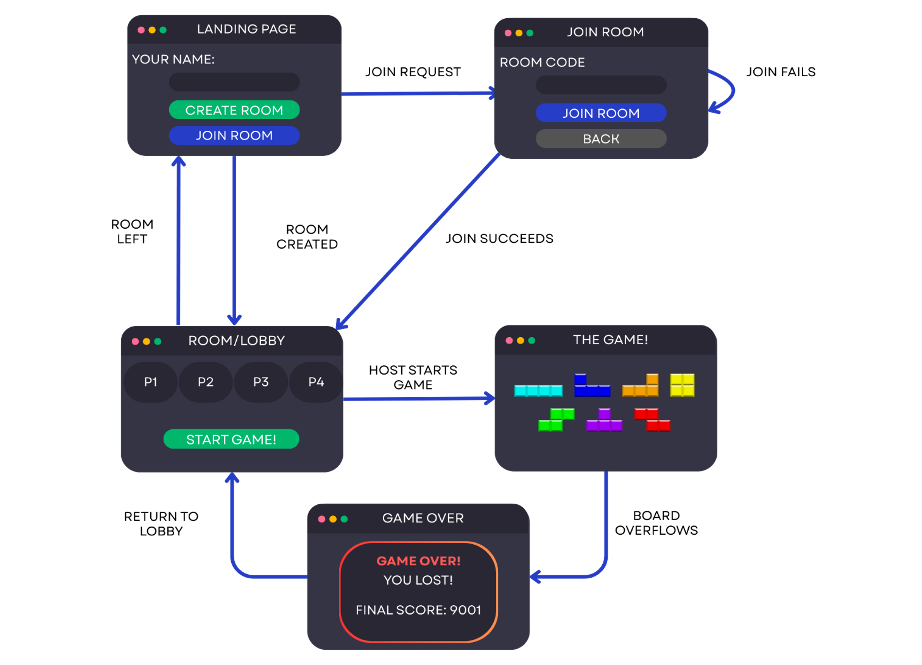 LANDING PAGE
YOUR NAME:
CREATE ROOM
JOIN ROOM
JOIN REQUEST
JOIN ROOM
ROOM CODE
JOIN ROOM
BACK
JOIN FAILS
ROOM
LEFT
ROOM
CREATED
JOIN SUCCEEDS
ROOM/LOBBY
P1 P2 P3 P4
START GAME!
HOST STARTS
GAME
THE GAME!
RETURN TO
LOBBY
GAME OVER
GAME OVER!
YOU LOST!
FINAL SCORE: 9001
BOARD
OVERFLOWS